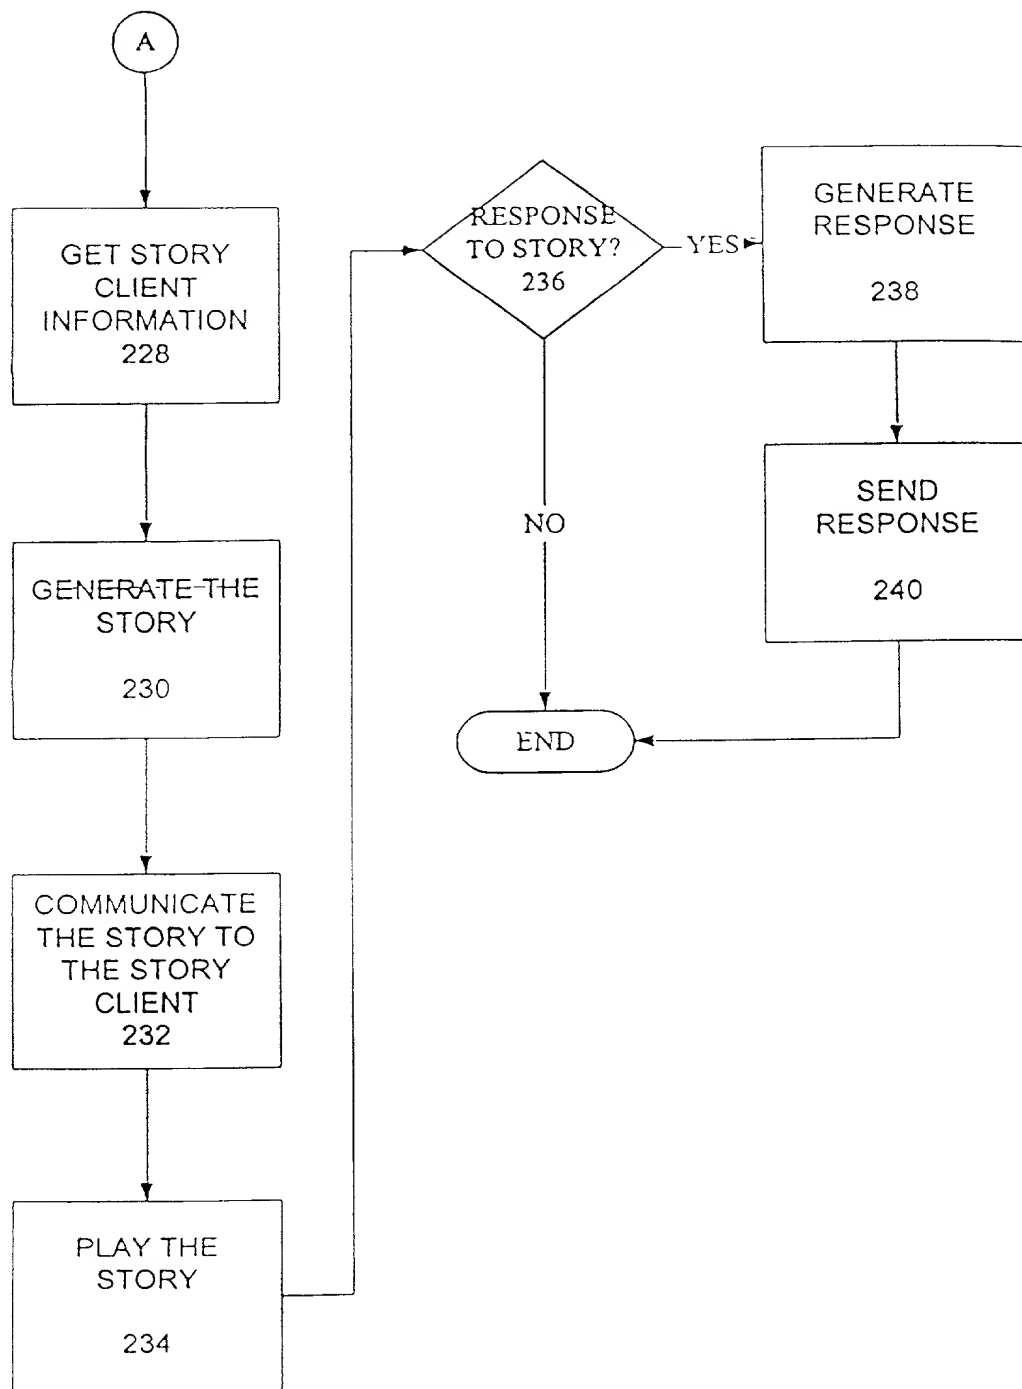 A
GET STORY
CLIENT
INFORMATION
228
GENERATE THE
STORY
230
COMMUNICATE
THE STORY TO
THE STORY
CLIENT
232
PLAY THE
STORY
234
RESPONSE
TO STORY?
236
YES
NO
GENERATE
RESPONSE
238
SEND
RESPONSE
240
END